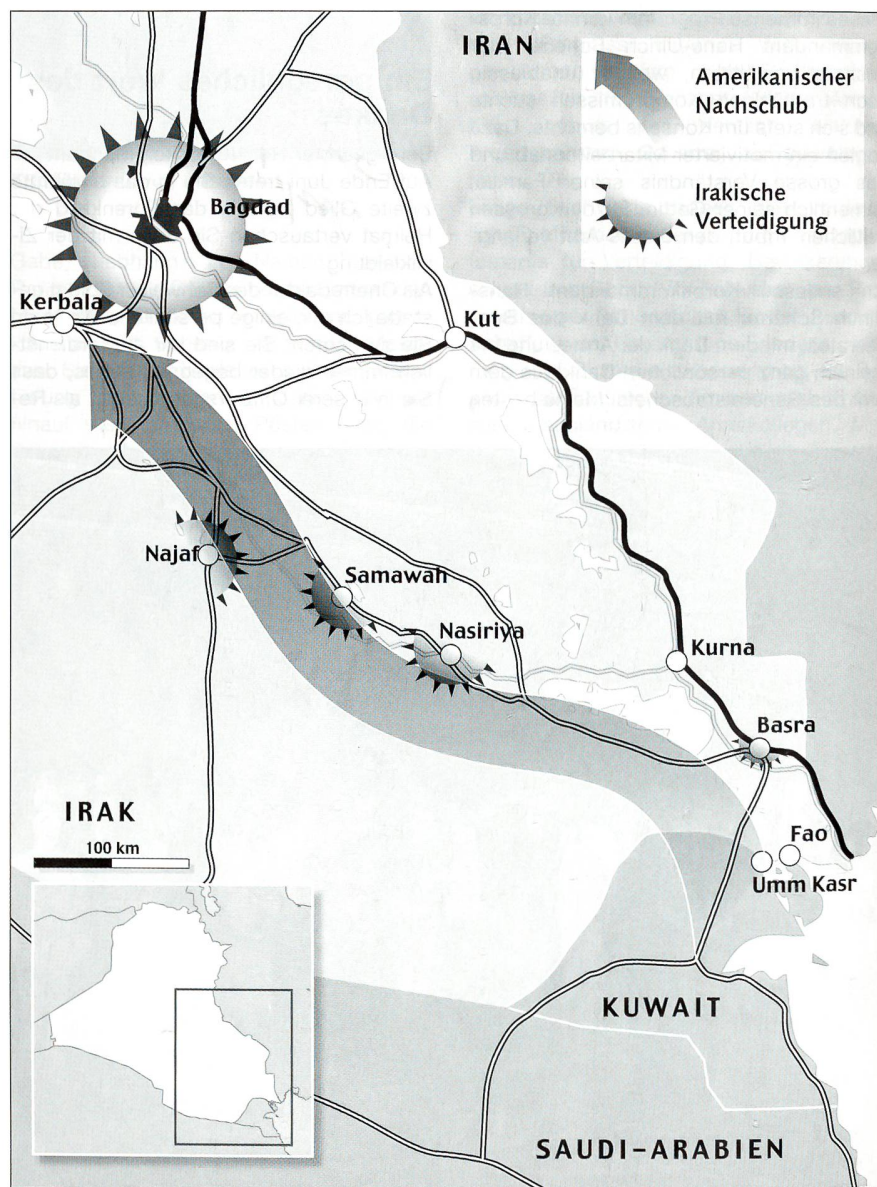 IRAN
Amerikanischer
Nachschub
Irakische
Verteidigung
Bagdad
Kerbala
Kut
Najaf
Samawah
Nasiriya
Kurna
Basra
IRAK
100 km
Fao
Umm Kasr
KUWAIT
SAUDI-ARABIEN